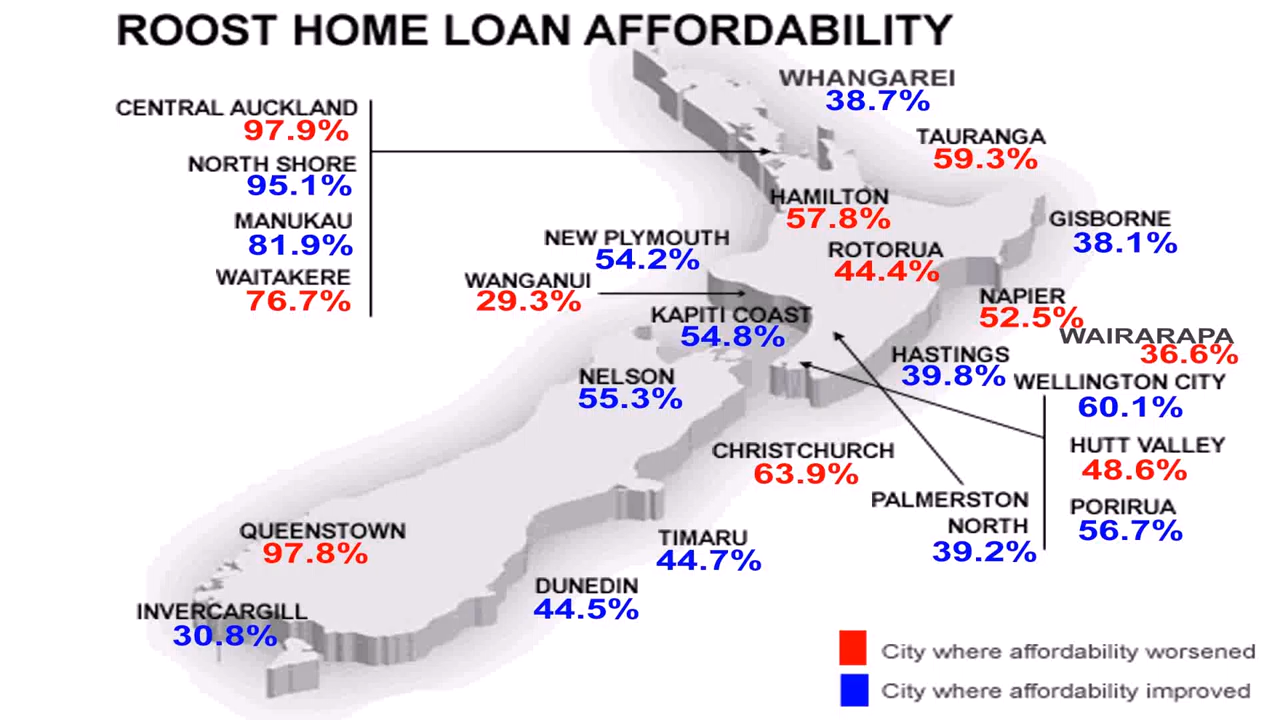 ROOST HOME LOAN AFFORDABILITY
WHANGAREI
38.7%
CENTRAL AUCKLAND
97.9%
TAURANGA
59.3%
NORTH SHORE
95.1%
HAMILTON
57.8%
MANUKAU
81.9%
GISBORNE
38.1%
NEW PLYMOUTH
54.2%
ROTORUA
44.4%
WAITAKERE
76.7%
WANGANUI
29.3%
NAPIER
52.5%
KAPITI COAST
54.8%
WAIRARAPA
36.6%
HASTINGS
39.8%
NELSON
55.3%
WELLINGTON CITY
60.1%
CHRISTCHURCH
63.9%
HUTT VALLEY
48.6%
PALMERSTON
NORTH
39.2%
PORIRUA
56.7%
QUEENSTOWN
97.8%
TIMARU
44.7%
DUNEDIN
44.5%
INVERCARGILL
30.8%
City where affordability worsened
City where affordability improved